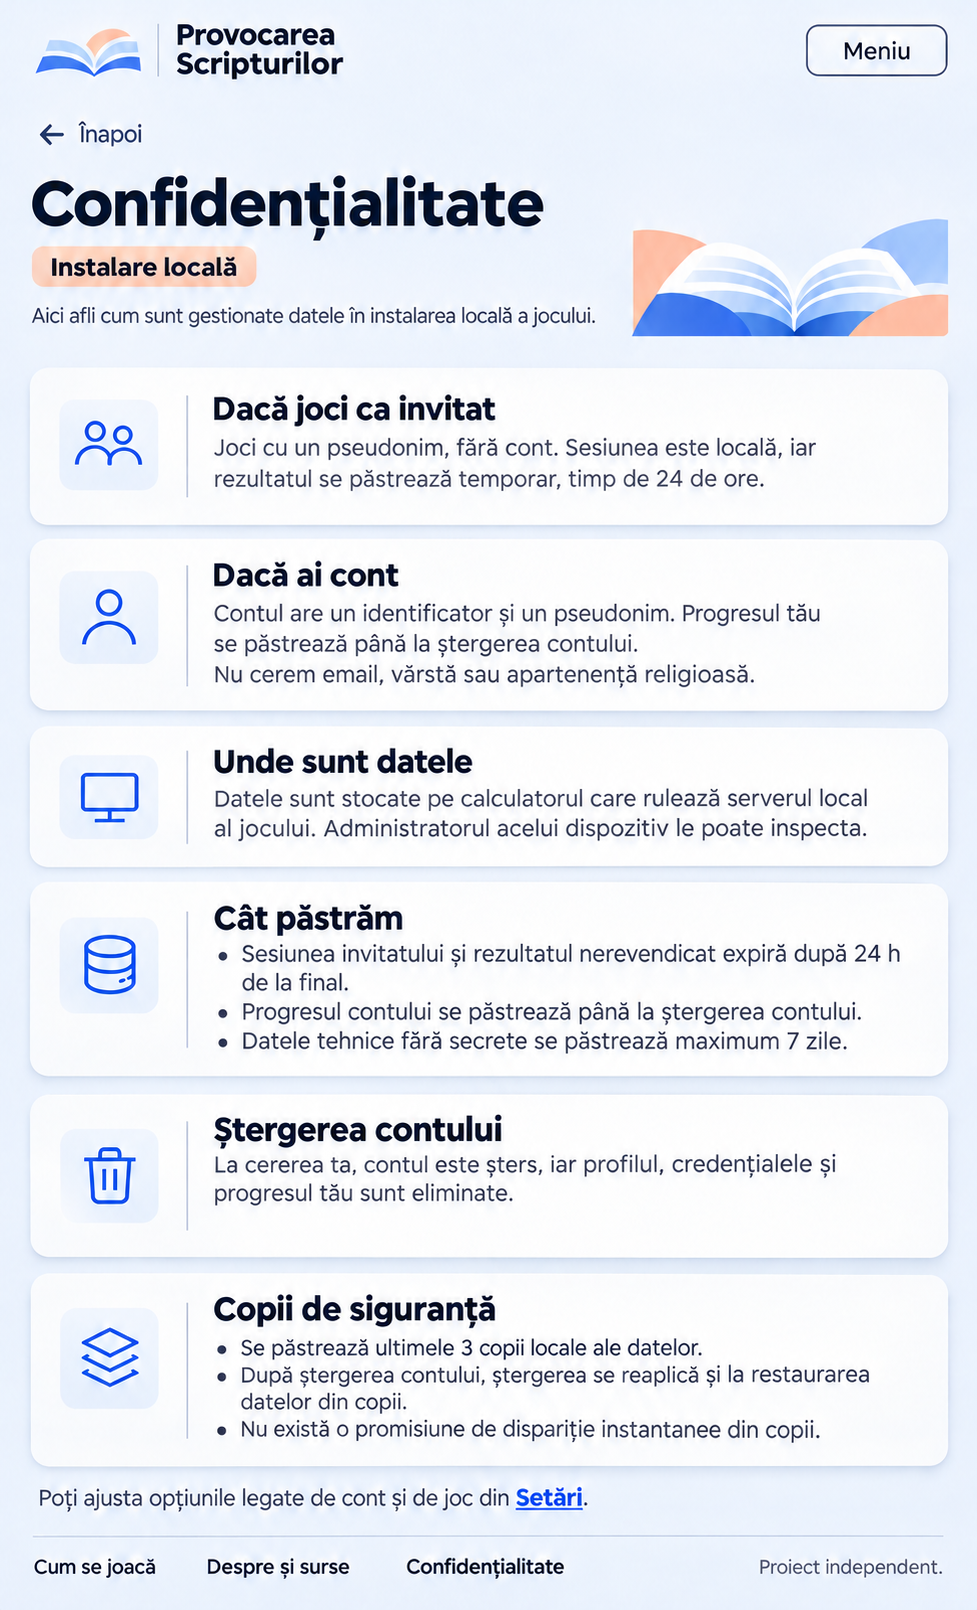 Provocarea
Scripturilor
Meniu
Înapoi
Confidențialitate
Instalare locală
Aici afli cum sunt gestionate datele în instalarea locală a jocului.
Dacă joci ca invitat
Joci cu un pseudonim, fără cont. Sesiunea este locală, iar
rezultatul se păstrează temporar, timp de 24 de ore.
Dacă ai cont
Contul are un identificator și un pseudonim. Progresul tău
se păstrează până la ștergerea contului.
Nu cerem email, vârstă sau apartenență religioasă.
Unde sunt datele
Datele sunt stocate pe calculatorul care rulează serverul local
al jocului. Administratorul acelui dispozitiv le poate inspecta.
Cât păstrăm
• Sesiunea invitatului și rezultatul nerevendicat expiră după 24 h
de la final.
• Progresul contului se păstrează până la ștergerea contului.
• Datele tehnice fără secrete se păstrează maximum 7 zile.
Ștergerea contului
La cererea ta, contul este șters, iar profilul, credențialele și
progresul tău sunt eliminate.
Copii de siguranță
• Se păstrează ultimele 3 copii locale ale datelor.
• După ștergerea contului, ștergerea se reaplică și la restaurarea
datelor din copii.
• Nu există o promisiune de dispariție instantanee din copii.
Poți ajusta opțiunile legate de cont și de joc din Setări.
Cum se joacă
Despre și surse
Confidențialitate
Proiect independent.